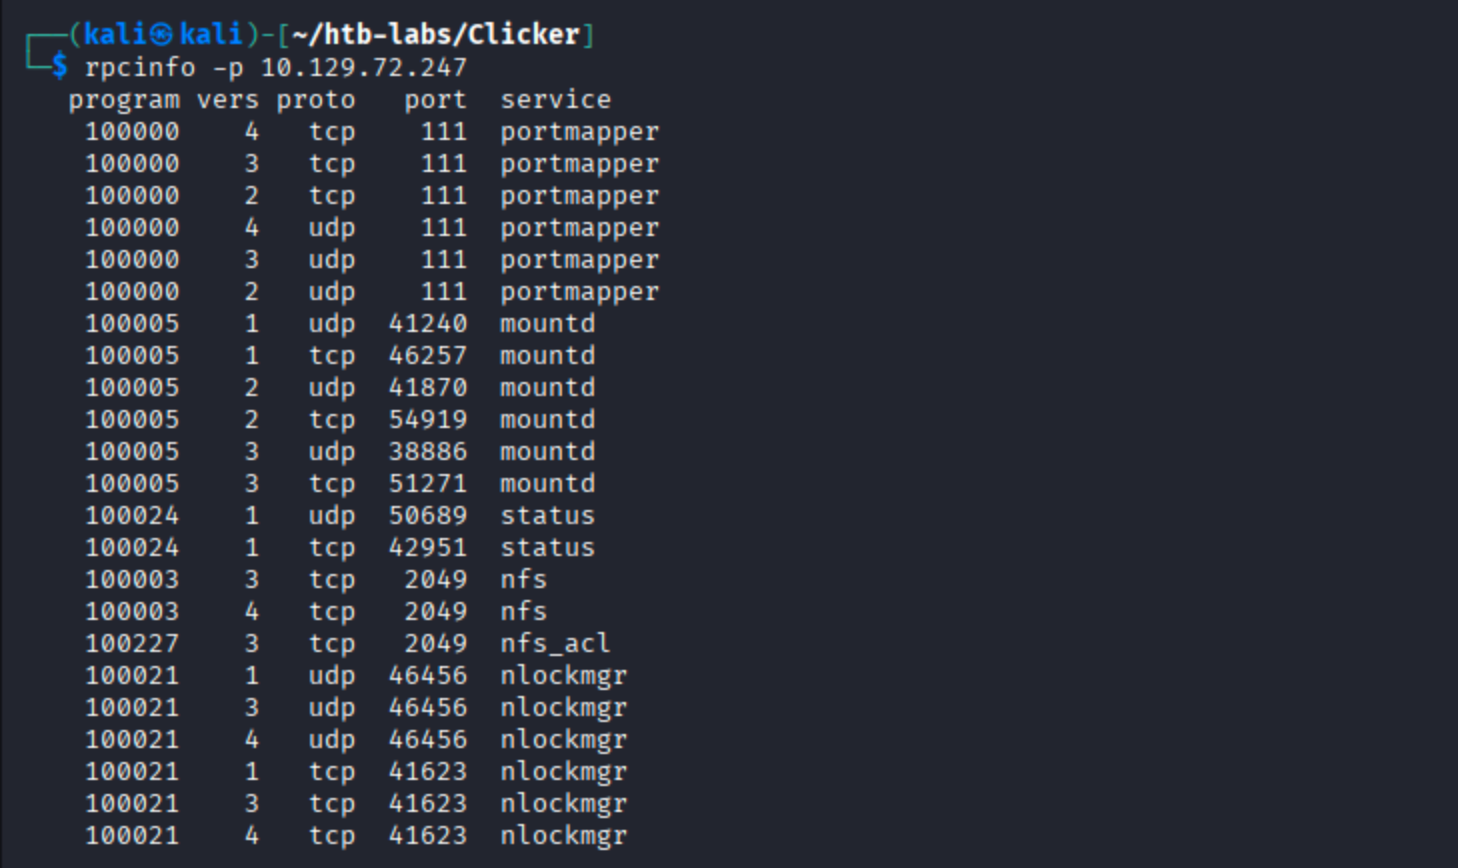 (kali㉿kali)-[~/htb-labs/Clicker]
$ rpcinfo -p 10.129.72.247
program vers proto port service
100000 4 tcp 111 portmapper
100000 3 tcp 111 portmapper
100000 2 tcp 111 portmapper
100000 4 udp 111 portmapper
100000 3 udp 111 portmapper
100000 2 udp 111 portmapper
100005 1 udp 41240 mountd
100005 1 tcp 46257 mountd
100005 2 udp 41870 mountd
100005 2 tcp 54919 mountd
100005 3 udp 38886 mountd
100005 3 tcp 51271 mountd
100024 1 udp 50689 status
100024 1 tcp 42951 status
100003 3 tcp 2049 nfs
100003 4 tcp 2049 nfs
100227 3 tcp 2049 nfs_acl
100021 1 udp 46456 nlockmgr
100021 3 udp 46456 nlockmgr
100021 4 udp 46456 nlockmgr
100021 1 tcp 41623 nlockmgr
100021 3 tcp 41623 nlockmgr
100021 4 tcp 41623 nlockmgr